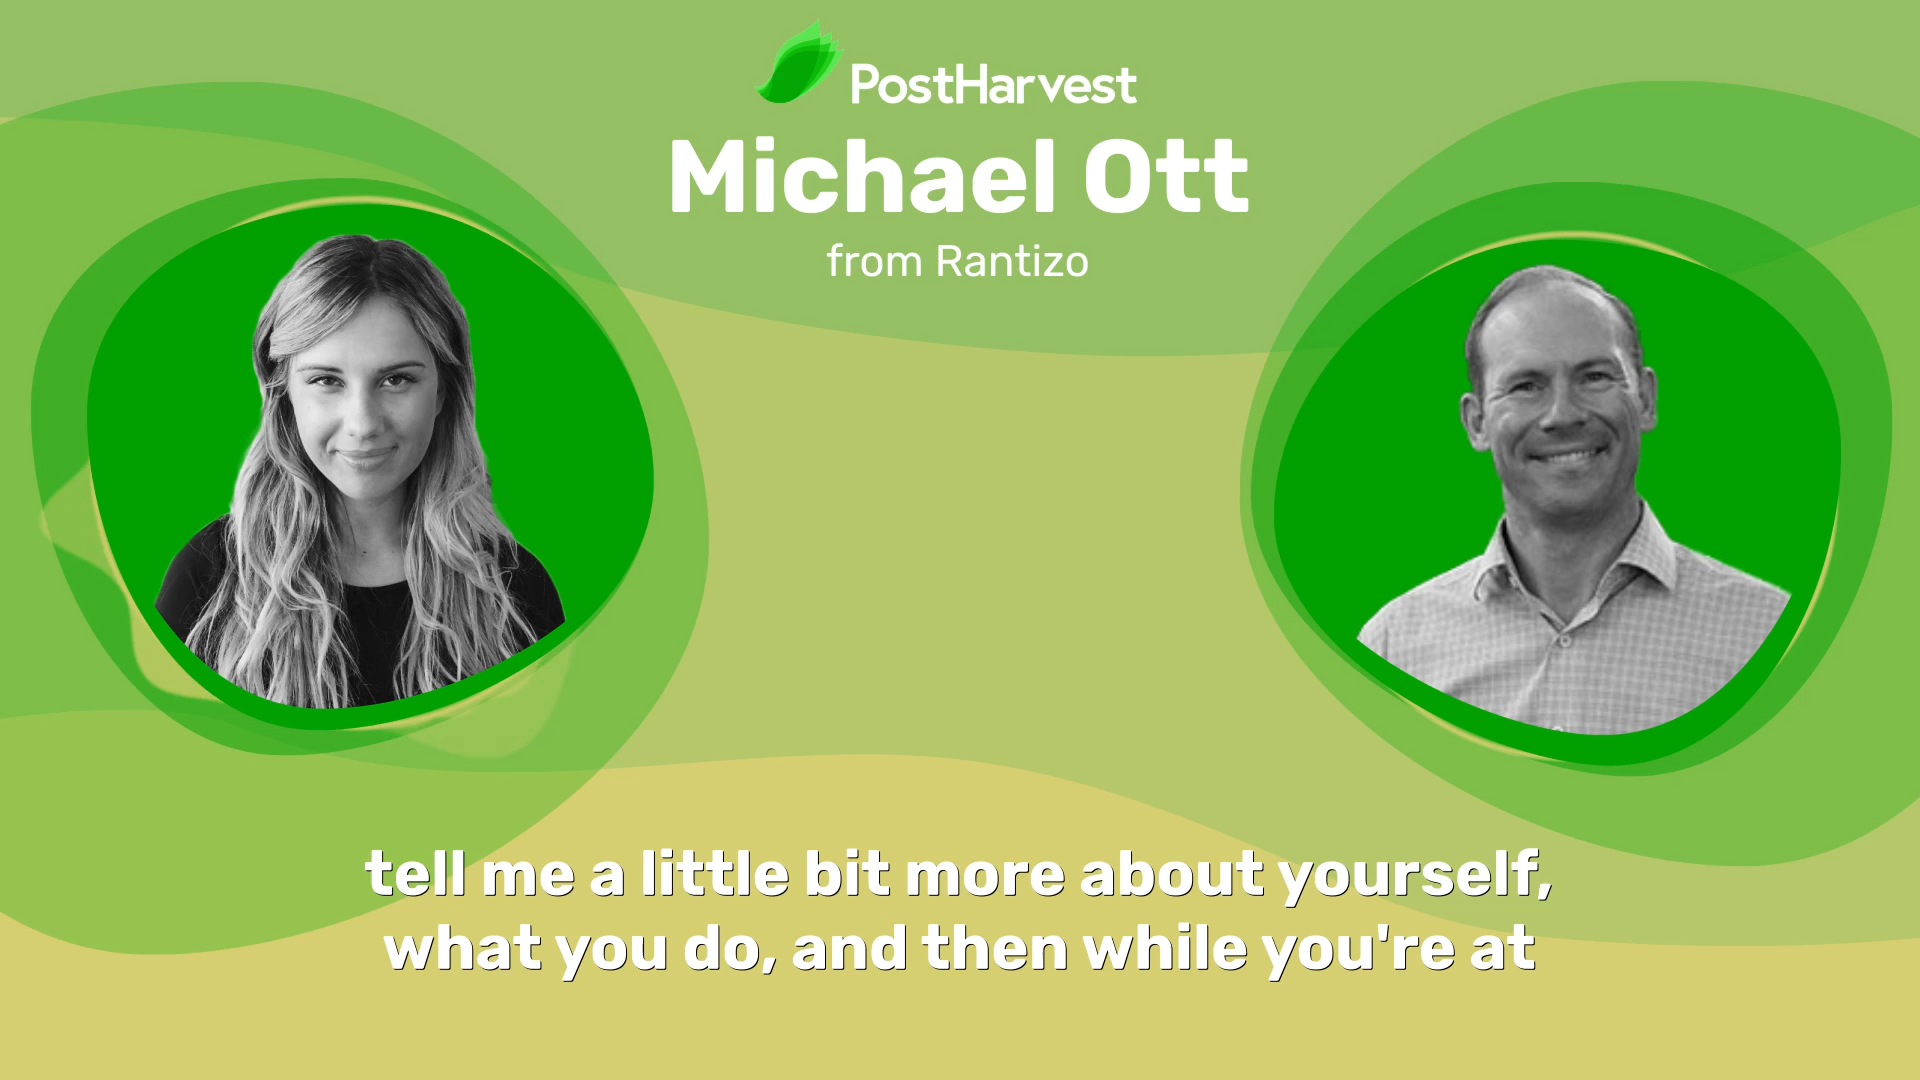 PostHarvest
Michael Ott
from Rantizo
tell me a little bit more about yourself,
what you do, and then while you're at